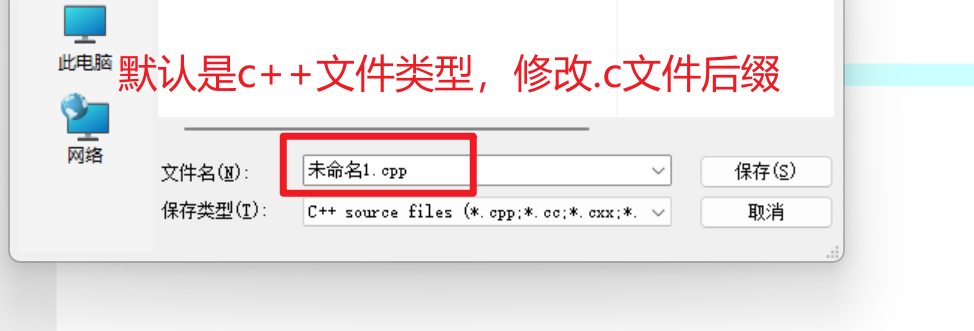 此电脑
默认是c++文件类型，修改.c文件后缀
网络
文件名(N):
未命名1.cpp
保存(S)
保存类型(T):
C++ source files (*.cpp;*.cc;*.cxx;*.
取消